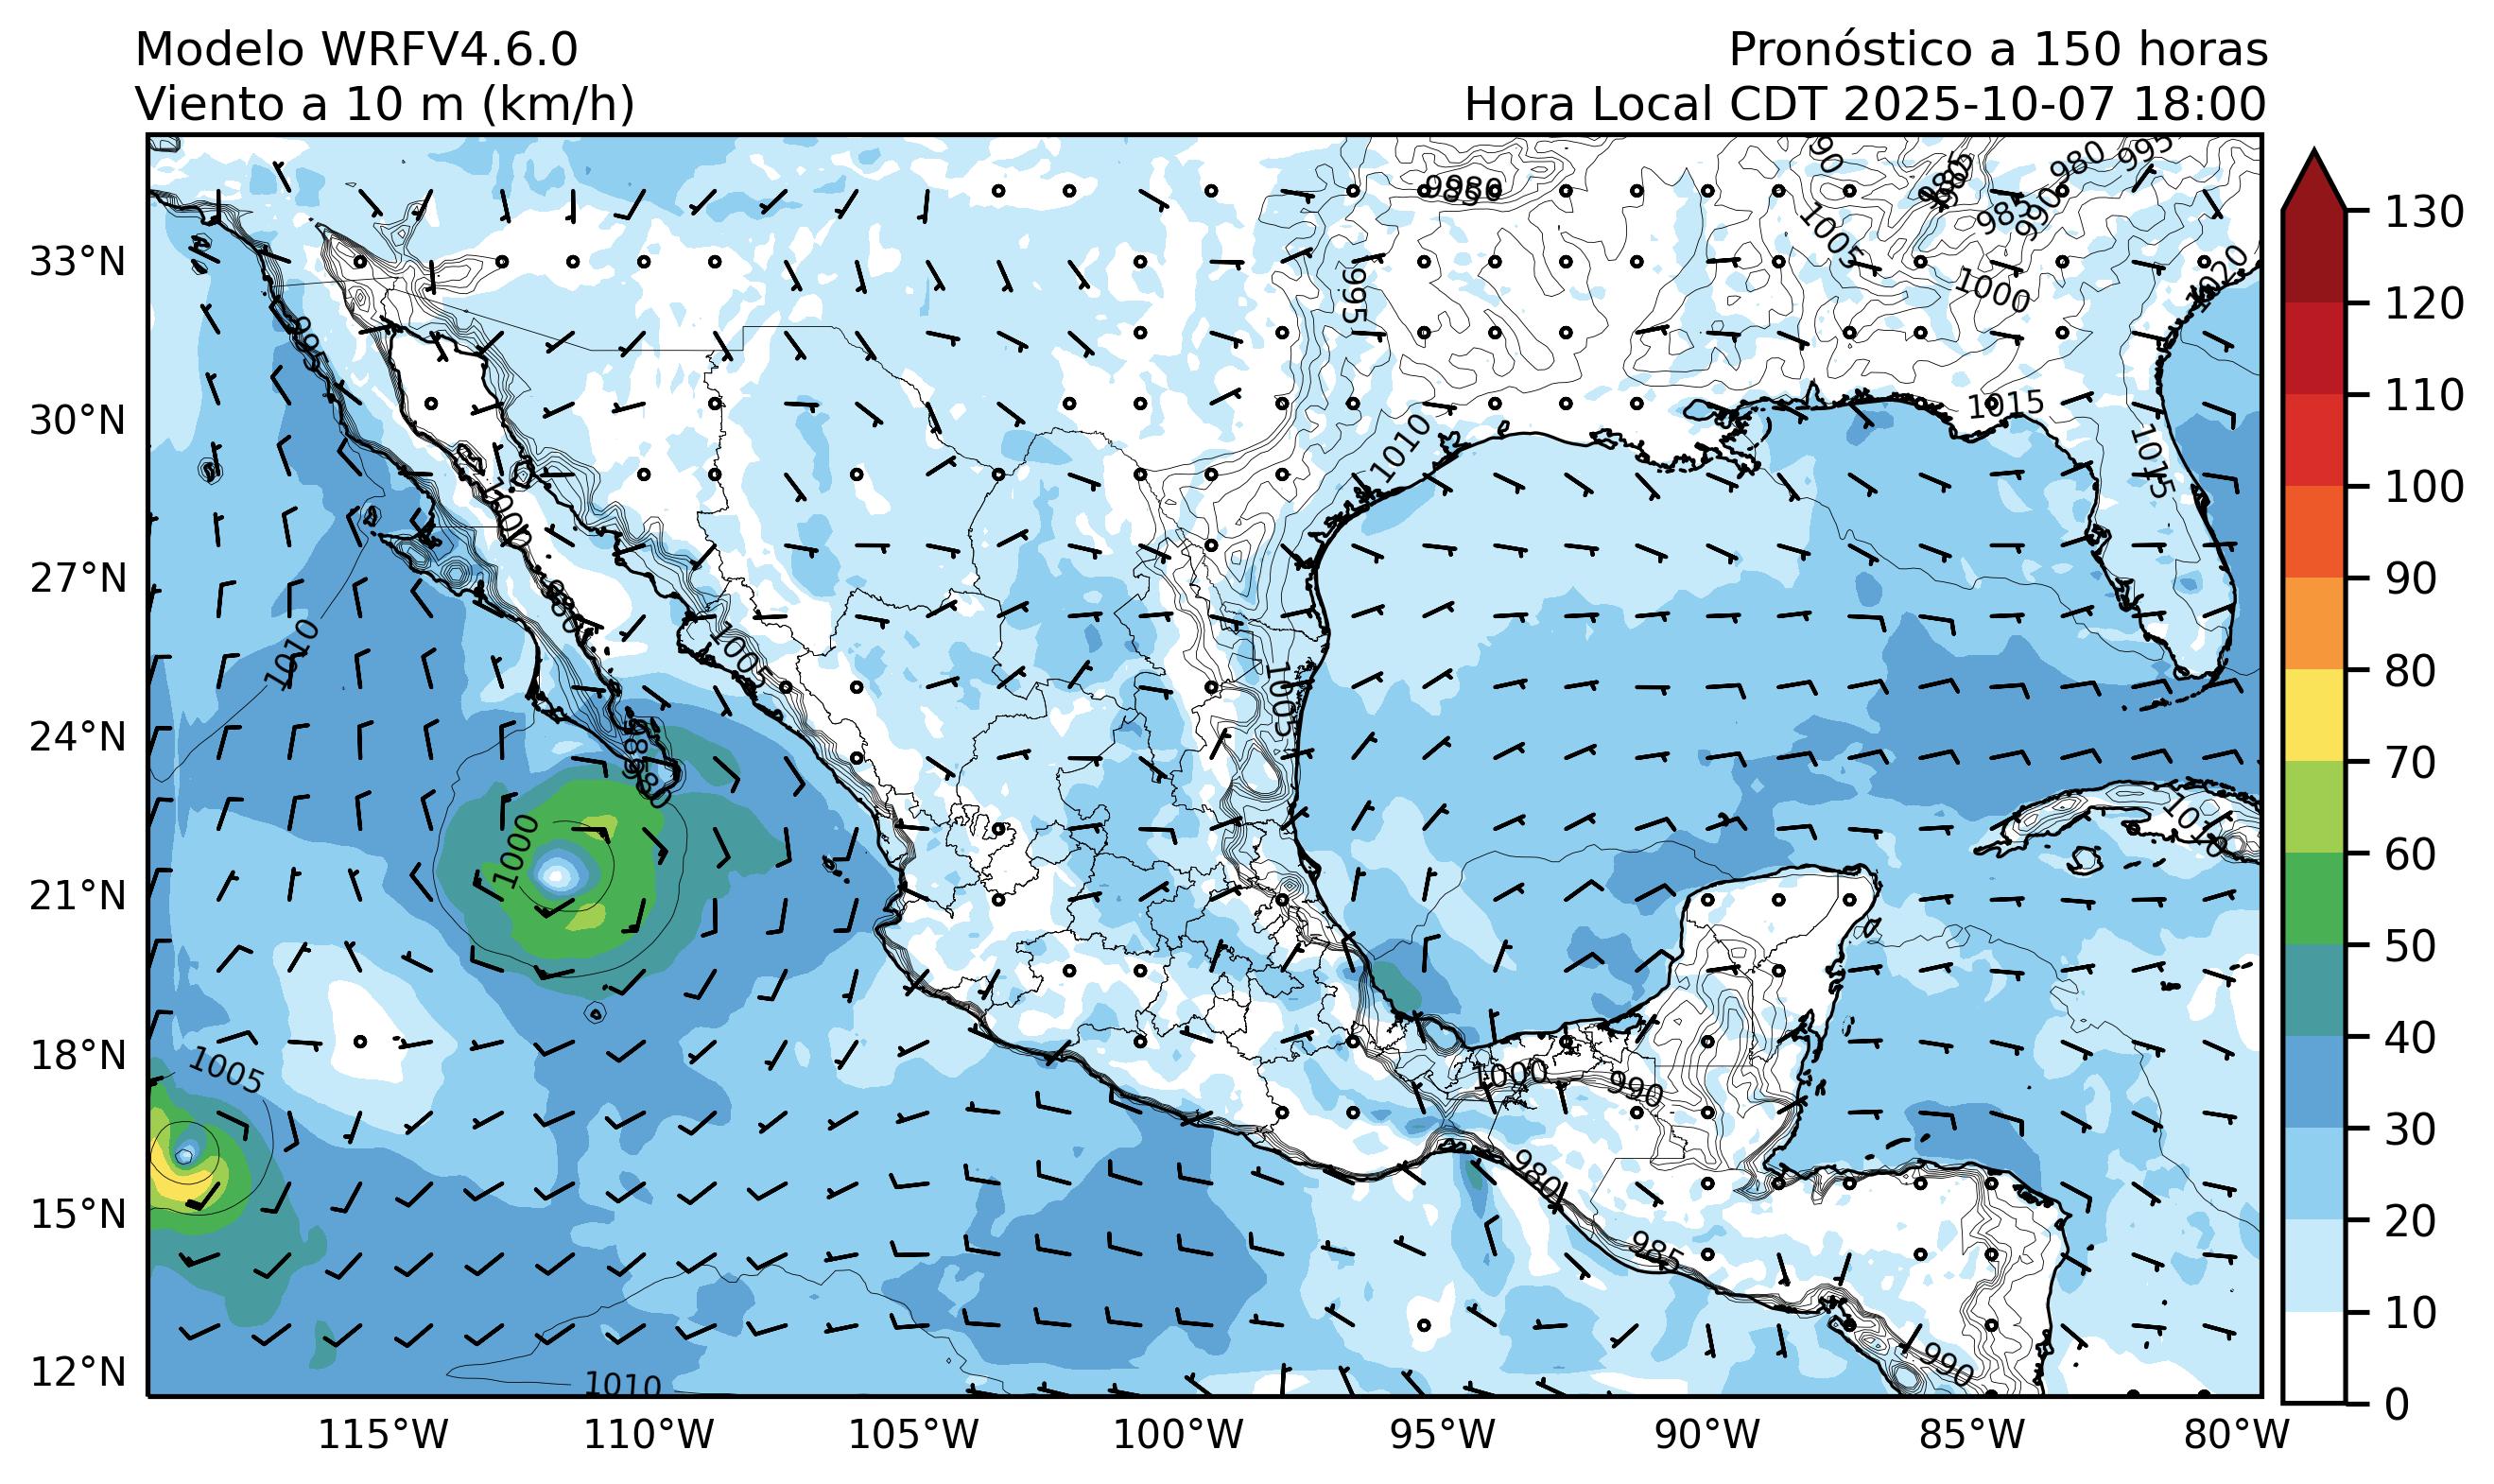 Modelo WRFV4.6.0
Pronóstico a 150 horas
Viento a 10 m (km/h)
Hora Local CDT 2025-10-07 18:00
33°N
30°N
27°N
24°N
21°N
18°N
15°N
12°N
115°W
110°W
105°W
100°W
95°W
90°W
85°W
80°W
130
120
110
100
90
80
70
60
50
40
30
20
10
0
990
980
995
985
1005
1000
1020
995
995
1015
1010
1015
1000
1010
1005
1005
1000
1010
1005
1000
990
980
985
990
1010